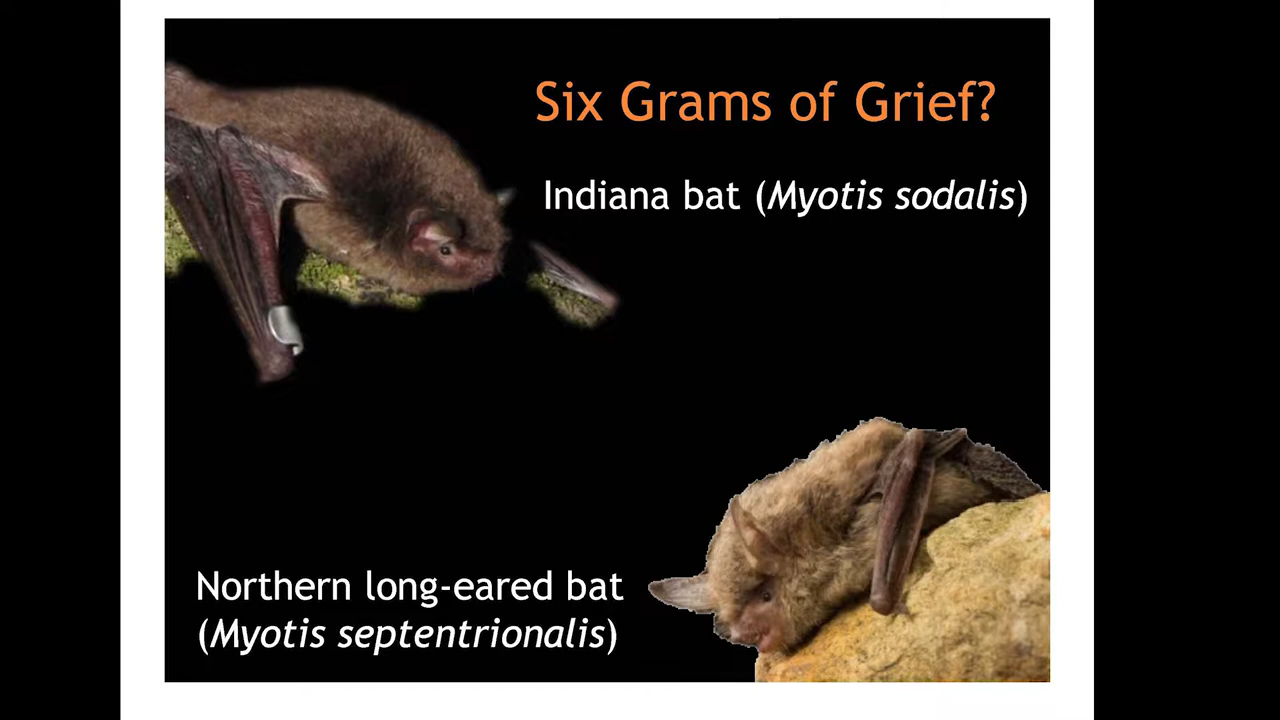 Six Grams of Grief?
Indiana bat (Myotis sodalis)
Northern long-eared bat
(Myotis septentrionalis)